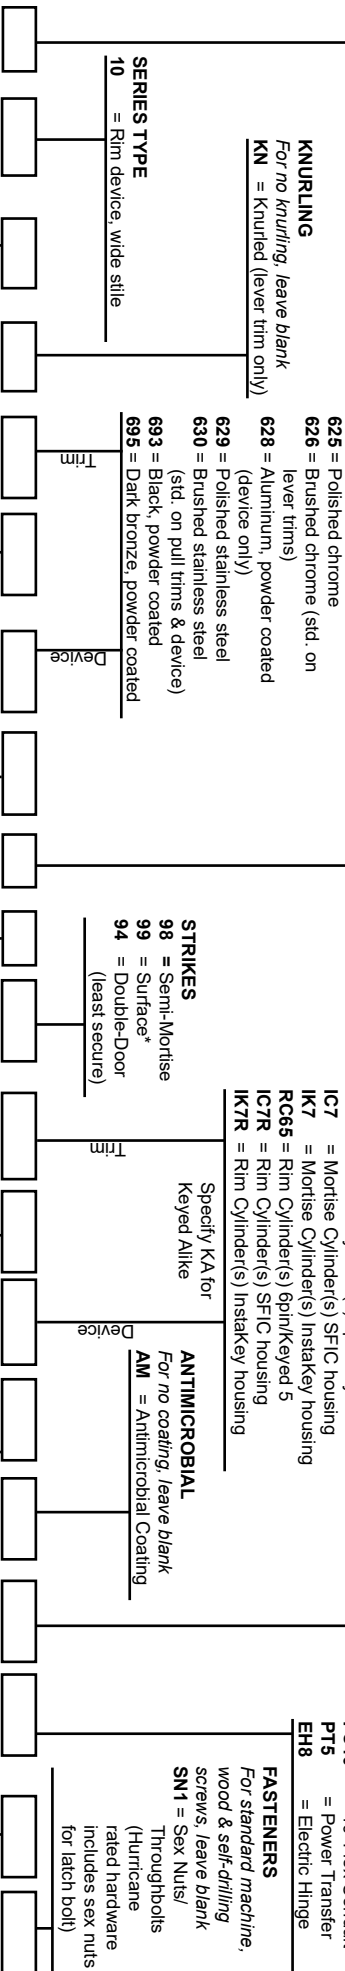 SERIES TYPE
10 = Rim device, wide stile
KNURLING
For no knurling, leave blank
KN = Knurled (lever trim only)
625 = Polished chrome
626 = Brushed chrome (std. on
lever trims)
628 = Aluminum, powder coated
(device only)
629 = Polished stainless steel
630 = Brushed stainless steel
(std. on pull trims & device)
693 = Black, powder coated
695 = Dark bronze, powder coated
Trim
Device
STRIKES
98 = Semi-Mortise
99 = Surface*
94 = Double-Door
(least secure)
IC7 = Mortise Cylinder(s) SFIC housing
IK7 = Mortise Cylinder(s) InstaKey housing
RC65 = Rim Cylinder(s) 6pin/Keyed 5
IC7R = Rim Cylinder(s) SFIC housing
IK7R = Rim Cylinder(s) InstaKey housing
Trim
Specify KA for
Keyed Alike
Device
ANTIMICROBIAL
For no coating, leave blank
AM = Antimicrobial Coating
PT5 = Power Transfer
EH8 = Electric Hinge
FASTENERS
For standard machine,
wood & self-drilling
screws, leave blank
SN1 = Sex Nuts/
Throughbolts
(Hurricane
rated hardware
includes sex nuts
for latch bolt)